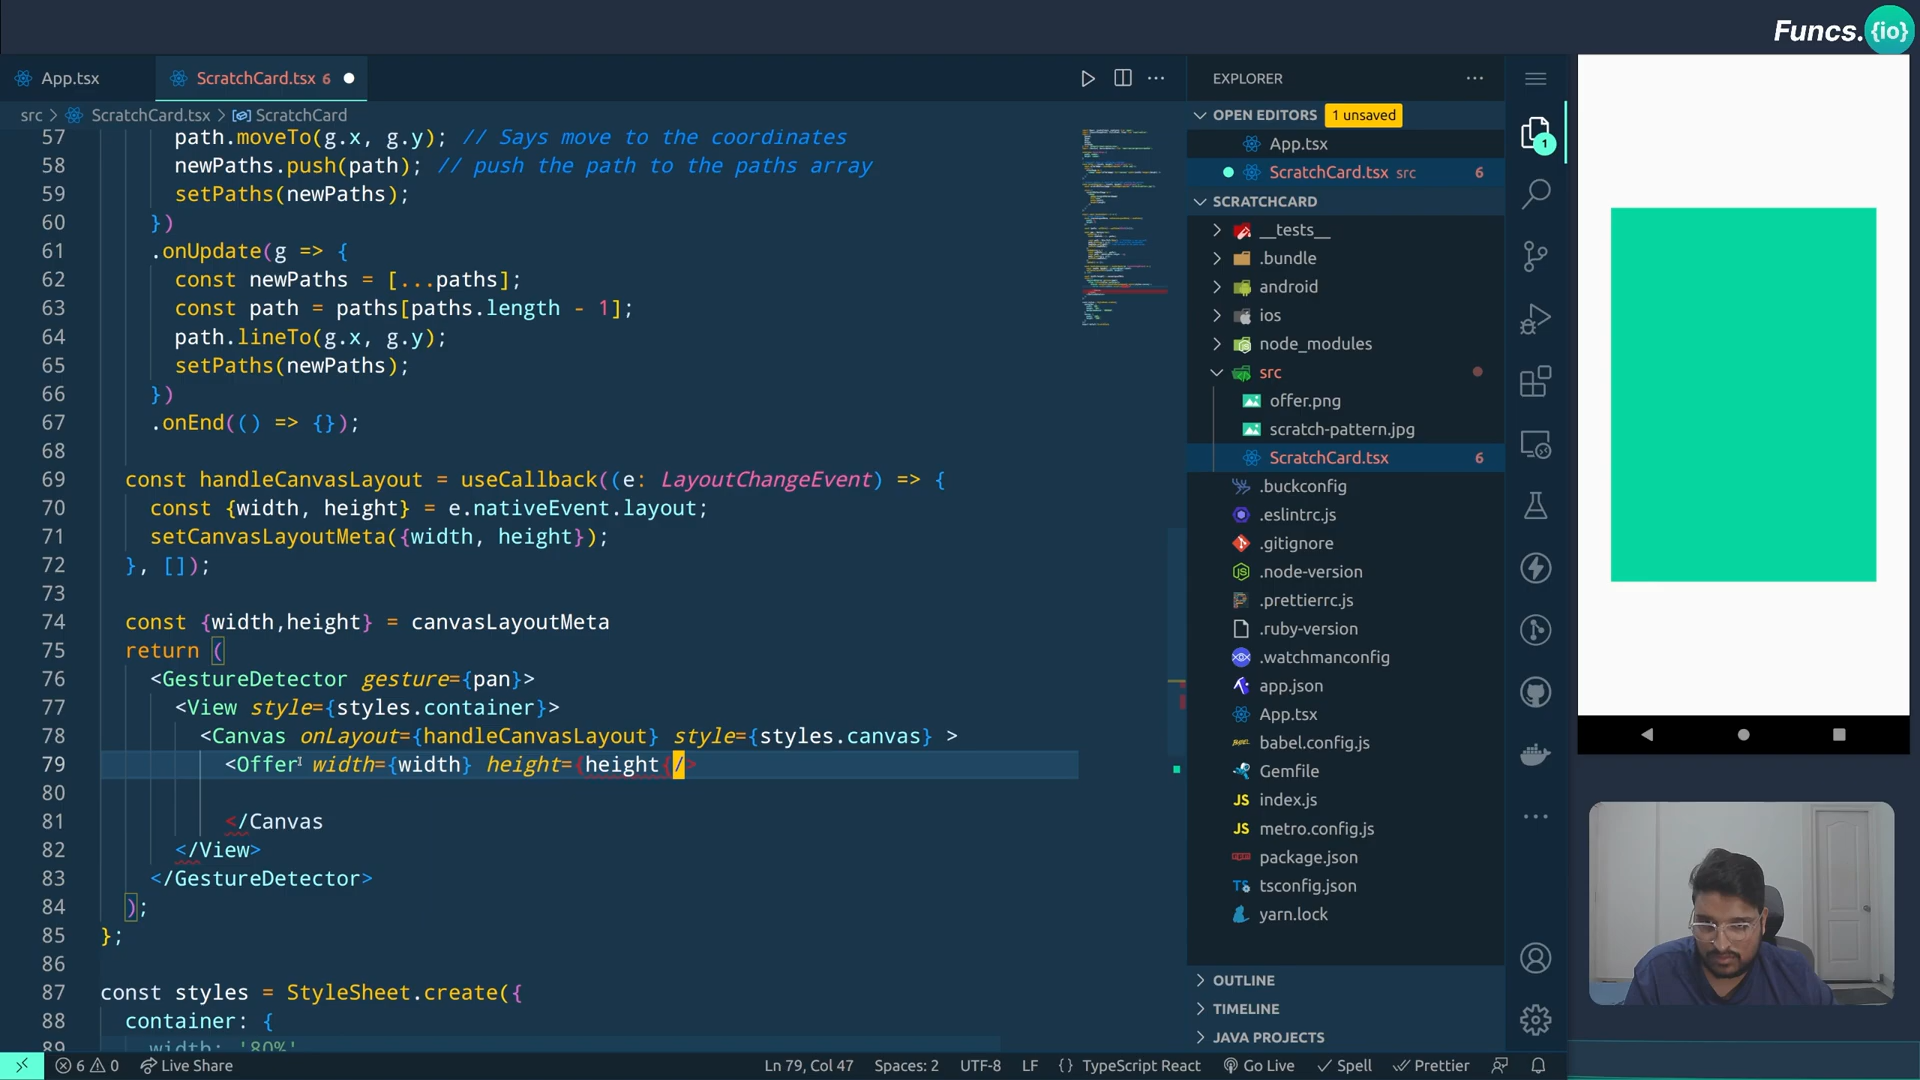 Funcs.{io}
App.tsx
ScratchCard.tsx 6
EXPLORER
src > ScratchCard.tsx > ScratchCard
OPEN EDITORS 1 unsaved
App.tsx
ScratchCard.tsx src 6
SCRATCHCARD
__tests__
.bundle
android
ios
node_modules
src
offer.png
scratch-pattern.jpg
ScratchCard.tsx 6
.buckconfig
.eslintrc.js
.gitignore
.node-version
.prettierrc.js
.ruby-version
.watchmanconfig
app.json
App.tsx
babel.config.js
Gemfile
JS index.js
JS metro.config.js
package.json
TS tsconfig.json
yarn.lock
OUTLINE
TIMELINE
JAVA PROJECTS
1
57 path.moveTo(g.x, g.y); // Says move to the coordinates
58 newPaths.push(path); // push the path to the paths array
59 setPaths(newPaths);
60 })
61 .onUpdate(g => {
62 const newPaths = [...paths];
63 const path = paths[paths.length - 1];
64 path.lineTo(g.x, g.y);
65 setPaths(newPaths);
66 })
67 .onEnd(() => {});
68
69 const handleCanvasLayout = useCallback((e: LayoutChangeEvent) => {
70 const {width, height} = e.nativeEvent.layout;
71 setCanvasLayoutMeta({width, height});
72 }, []);
73
74 const {width,height} = canvasLayoutMeta
75 return (
76 <GestureDetector gesture={pan}>
77 <View style={styles.container}>
78 <Canvas onLayout={handleCanvasLayout} style={styles.canvas} >
79 <Offer width={width} height={height{/>
80
81 </Canvas
82 </View>
83 </GestureDetector>
84 );
85 };
86
87 const styles = StyleSheet.create({
88 container: {
89 width: '80%'
6 0 Live Share Ln 79, Col 47 Spaces: 2 UTF-8 LF {} TypeScript React Go Live Spell Prettier